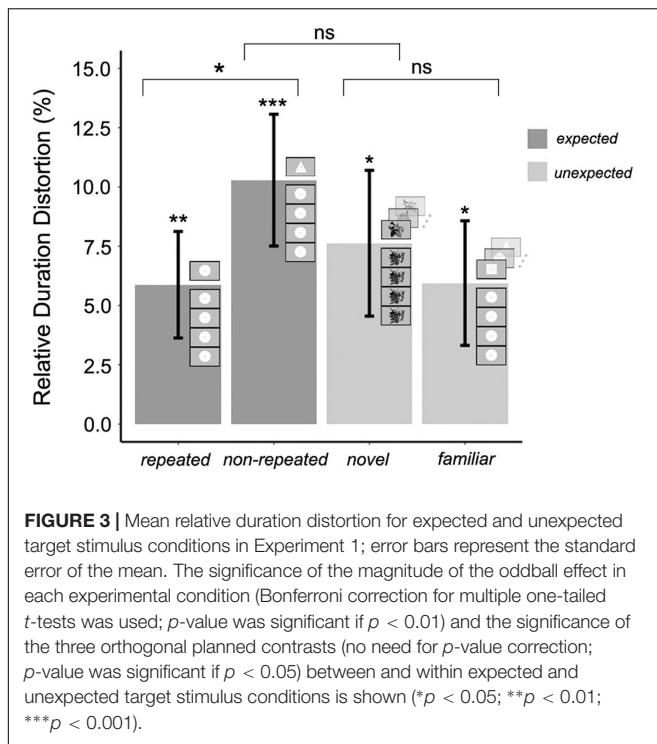 ns
*
ns
15.0
12.5
10.0
7.5
5.0
2.5
0.0
Relative Duration Distortion (%)
**
***
*
*
expected
unexpected
repeated
non-repeated
novel
familiar
FIGURE 3 | Mean relative duration distortion for expected and unexpected
target stimulus conditions in Experiment 1; error bars represent the standard
error of the mean. The significance of the magnitude of the oddball effect in
each experimental condition (Bonferroni correction for multiple one-tailed
t-tests was used; p-value was significant if p < 0.01) and the significance of
the three orthogonal planned contrasts (no need for p-value correction;
p-value was significant if p < 0.05) between and within expected and
unexpected target stimulus conditions is shown (*p < 0.05; **p < 0.01;
***p < 0.001).